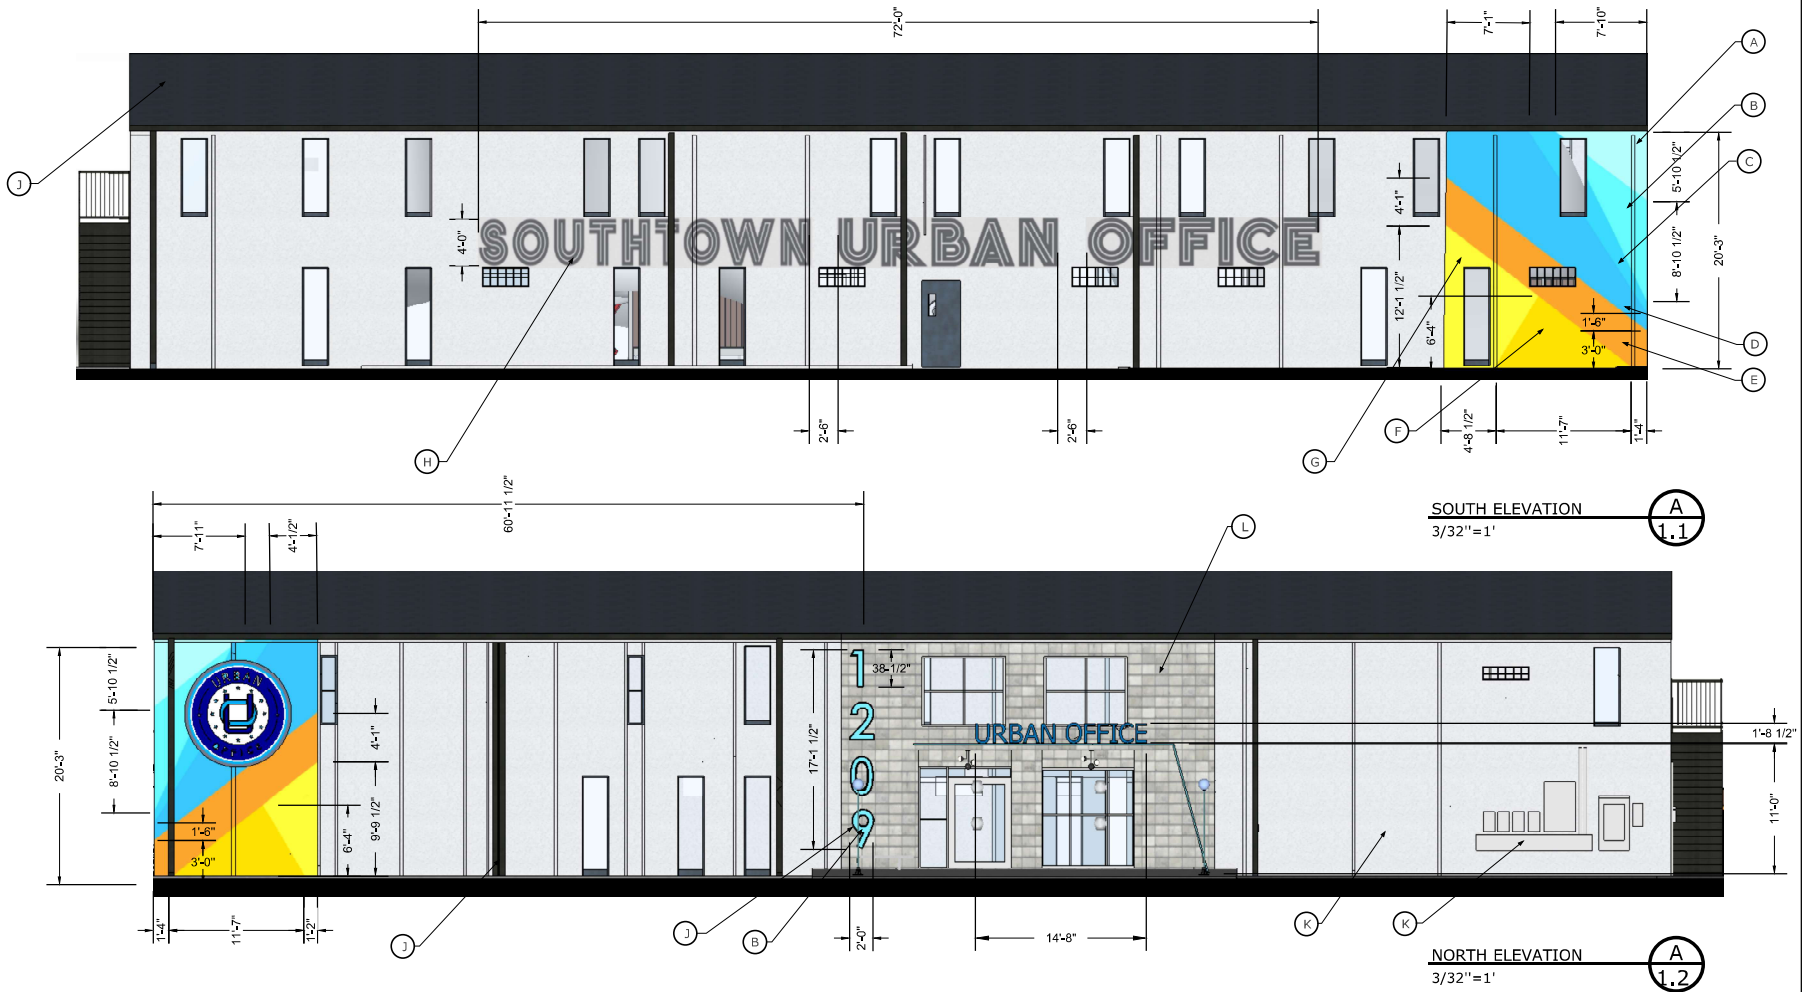 72'-0"
7'-1"
7'-10"
A
B
J
C
5'-10 1/2"
4'-1"
4'-0"
SOUTHTOWN URBAN OFFICE
20'-3"
8'-10 1/2"
12'-1 1/2"
6'-4"
1'-6"
3'-0"
D
E
2'-6"
2'-6"
4'-8 1/2"
11'-7"
1'-4"
F
H
G
SOUTH ELEVATION
3/32"=1'
A
1.1
60'-11 1/2"
7'-11"
4'-1/2"
L
5'-10 1/2"
20'-3"
8'-10 1/2"
URBAN
U
OFFICE
4'-1"
9'-9 1/2"
6'-4"
1'-6"
3'-0"
1
2
0
9
38-1/2"
17'-1 1/2"
URBAN OFFICE
1'-8 1/2"
11'-0"
1'-4"
11'-7"
1'-2"
J
J
B
2'-0"
14'-8"
K
K
NORTH ELEVATION
3/32"=1'
A
1.2